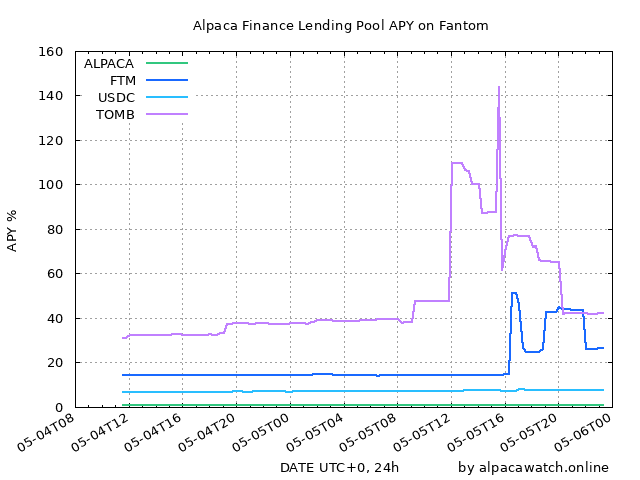 Alpaca Finance Lending Pool APY on Fantom
160
140
120
100
80
60
40
20
0
APY %
ALPACA
FTM
USDC
TOMB
05-04T08
05-04T12
05-04T16
05-04T20
05-05T00
05-05T04
05-05T08
05-05T12
05-05T16
05-05T20
05-06T00
DATE UTC+0, 24h
by alpacawatch.online